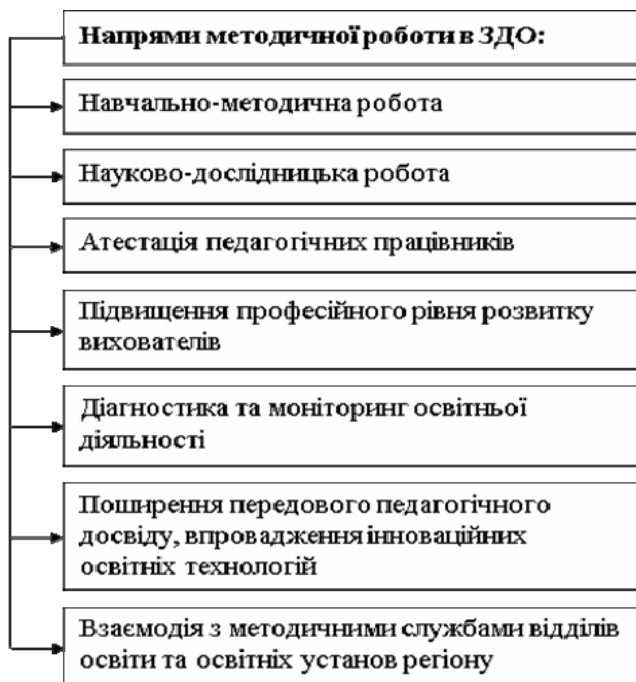 Напрями методичної роботи в ЗДО:
Навчально-методична робота
Науково-дослідницька робота
Атестація педагогічних працівників
Підвищення професійного рівня розвитку
вихователів
Діагностика та моніторинг освітньої
діяльності
Поширення передового педагогічного
досвіду, впровадження інноваційних
освітніх технологій
Взаємодія з методичними службами відділів
освіти та освітніх установ регіону